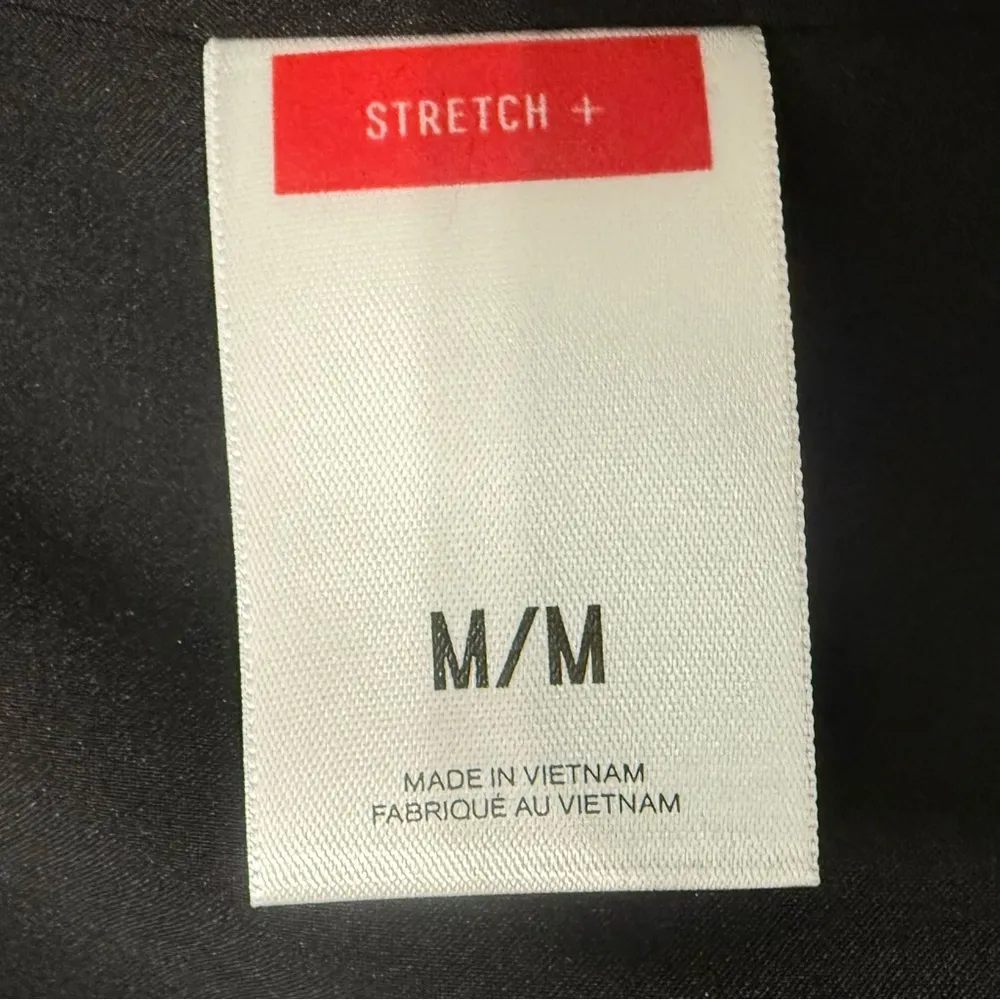 STRETCH +
M/M
MADE IN VIETNAM
FABRIQUÉ AU VIETNAM